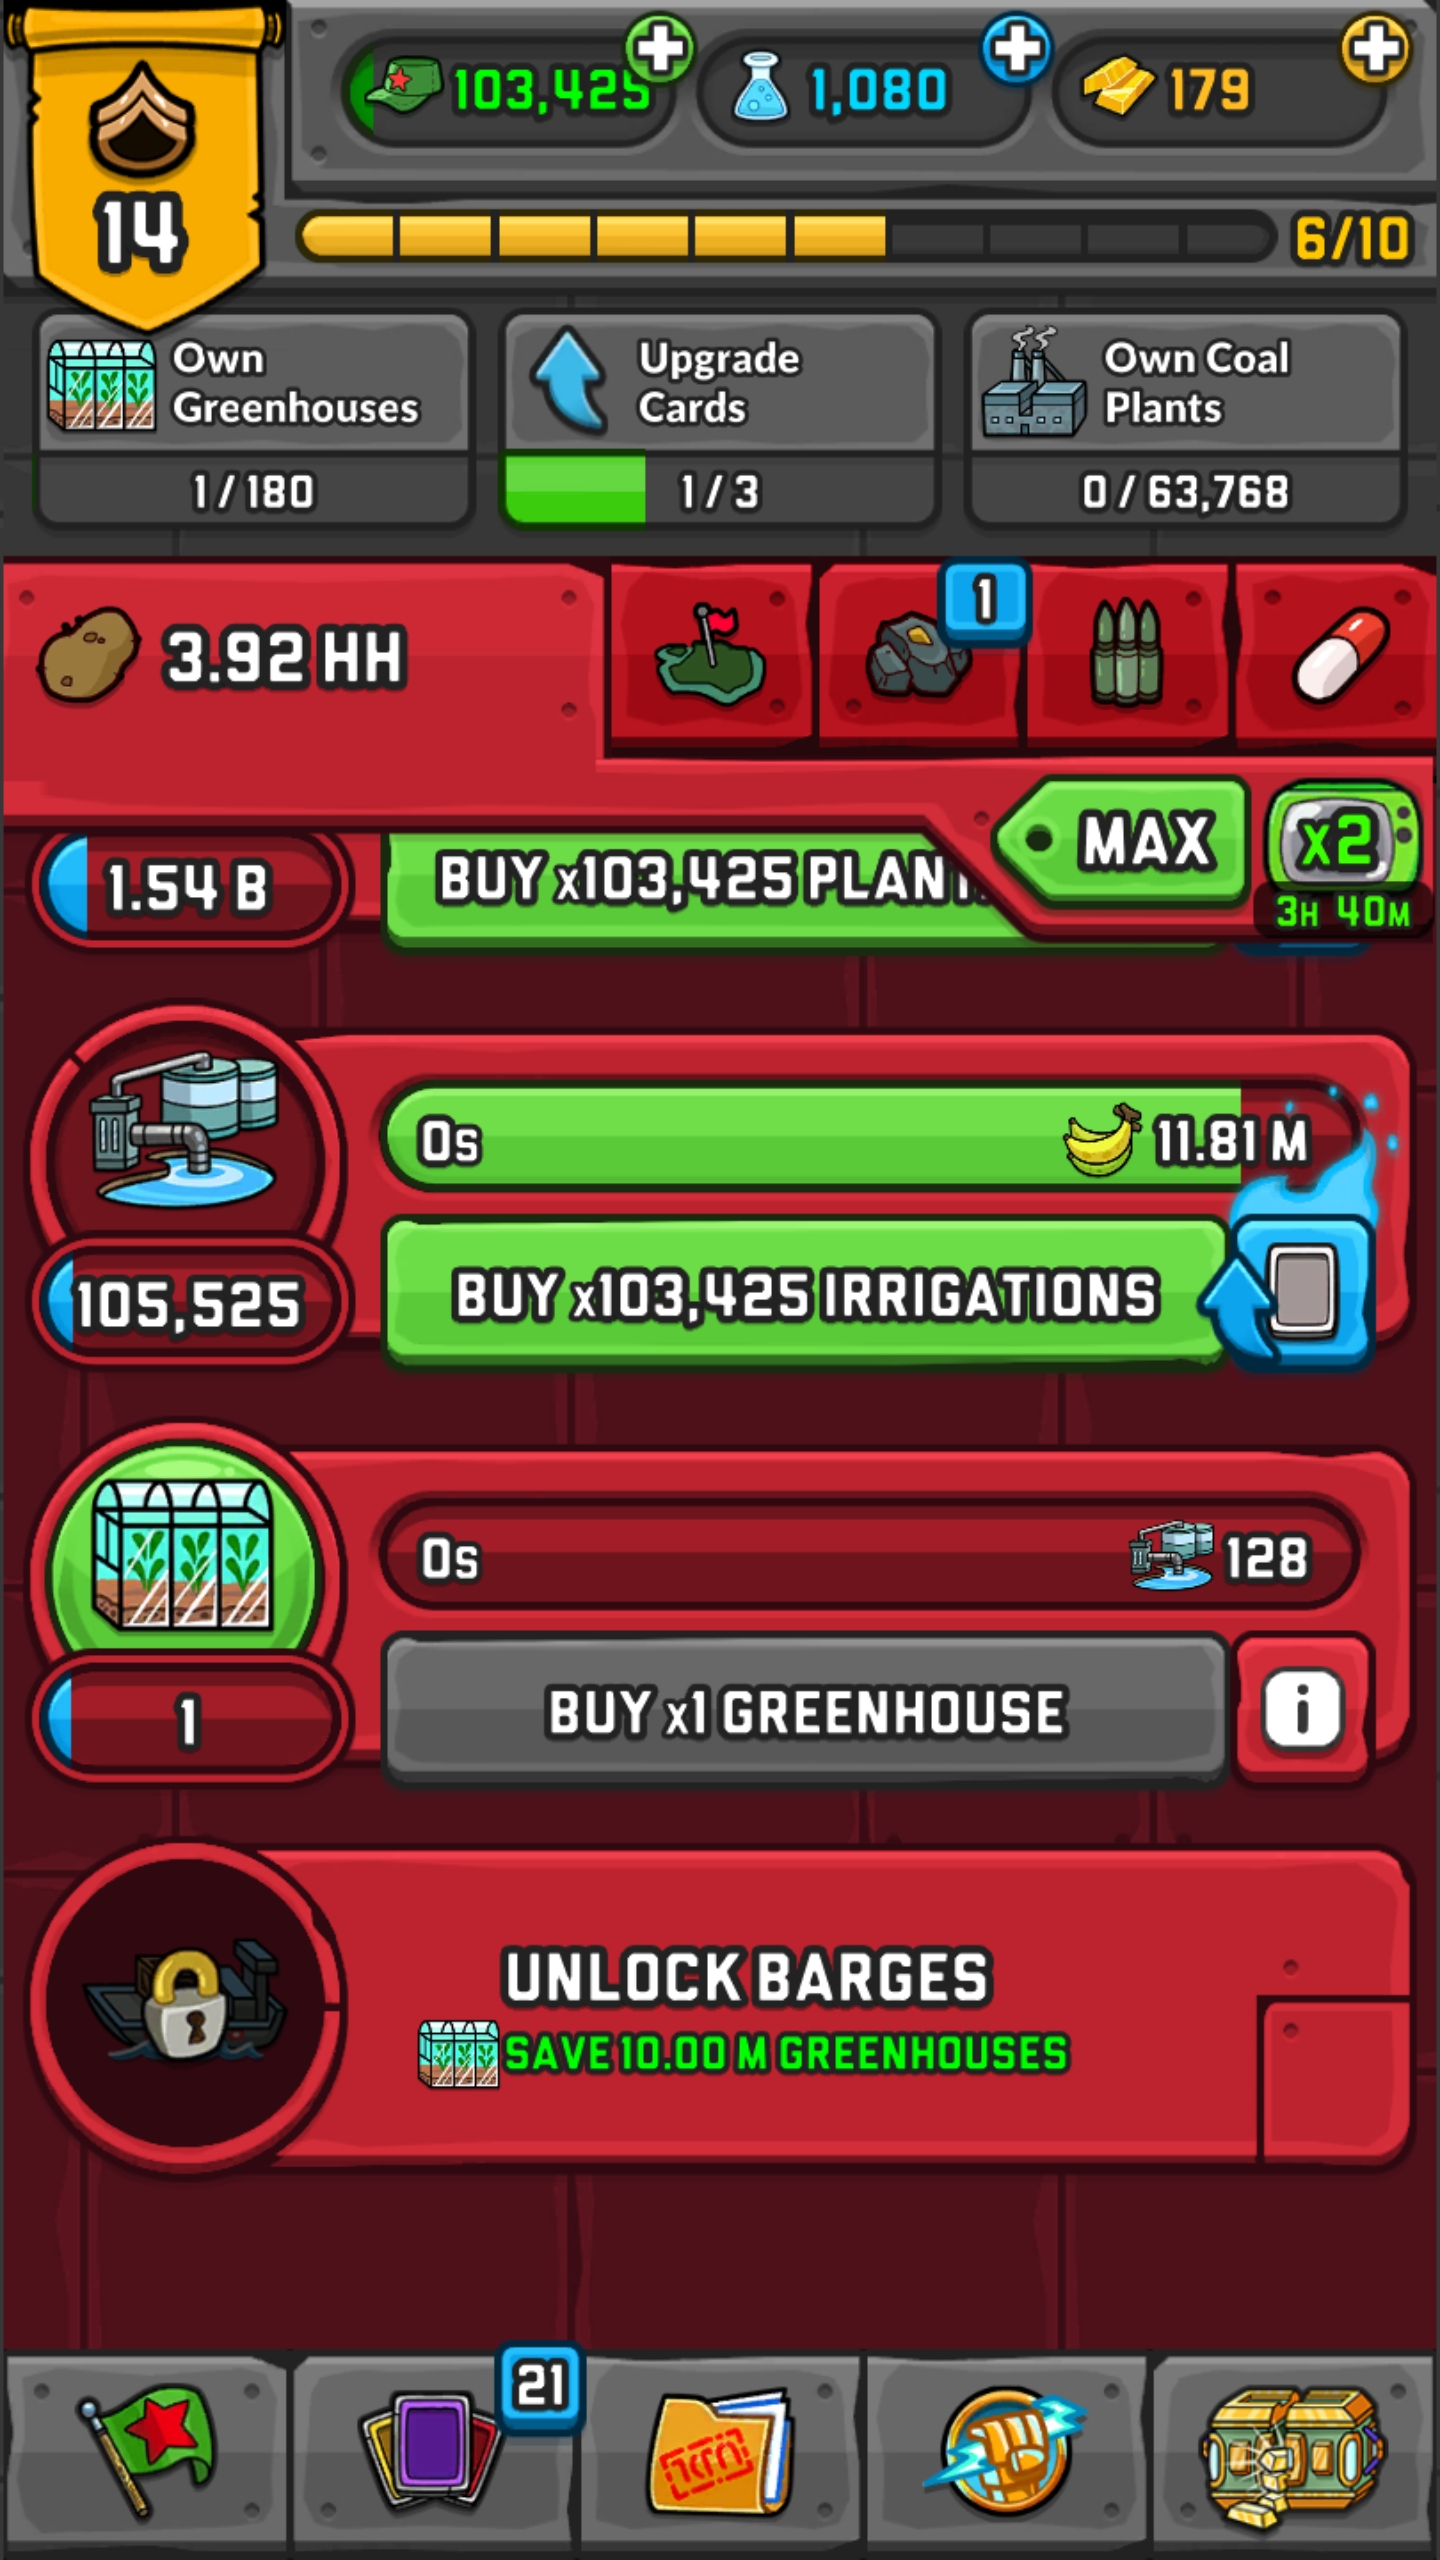 103,425
1,080
179
14
6/10
Own
Greenhouses
1/180
Upgrade
Cards
1/3
Own Coal
Plants
0/63,768
3.92 HH
1
MAX
x2
3H 40M
1.54 B
BUY x103,425
0s
11.81 M
105,525
BUY x103,425 IRRIGATIONS
0s
128
1
BUY x1 GREENHOUSE
i
UNLOCK BARGES
SAVE 10.00 M GREENHOUSES
21